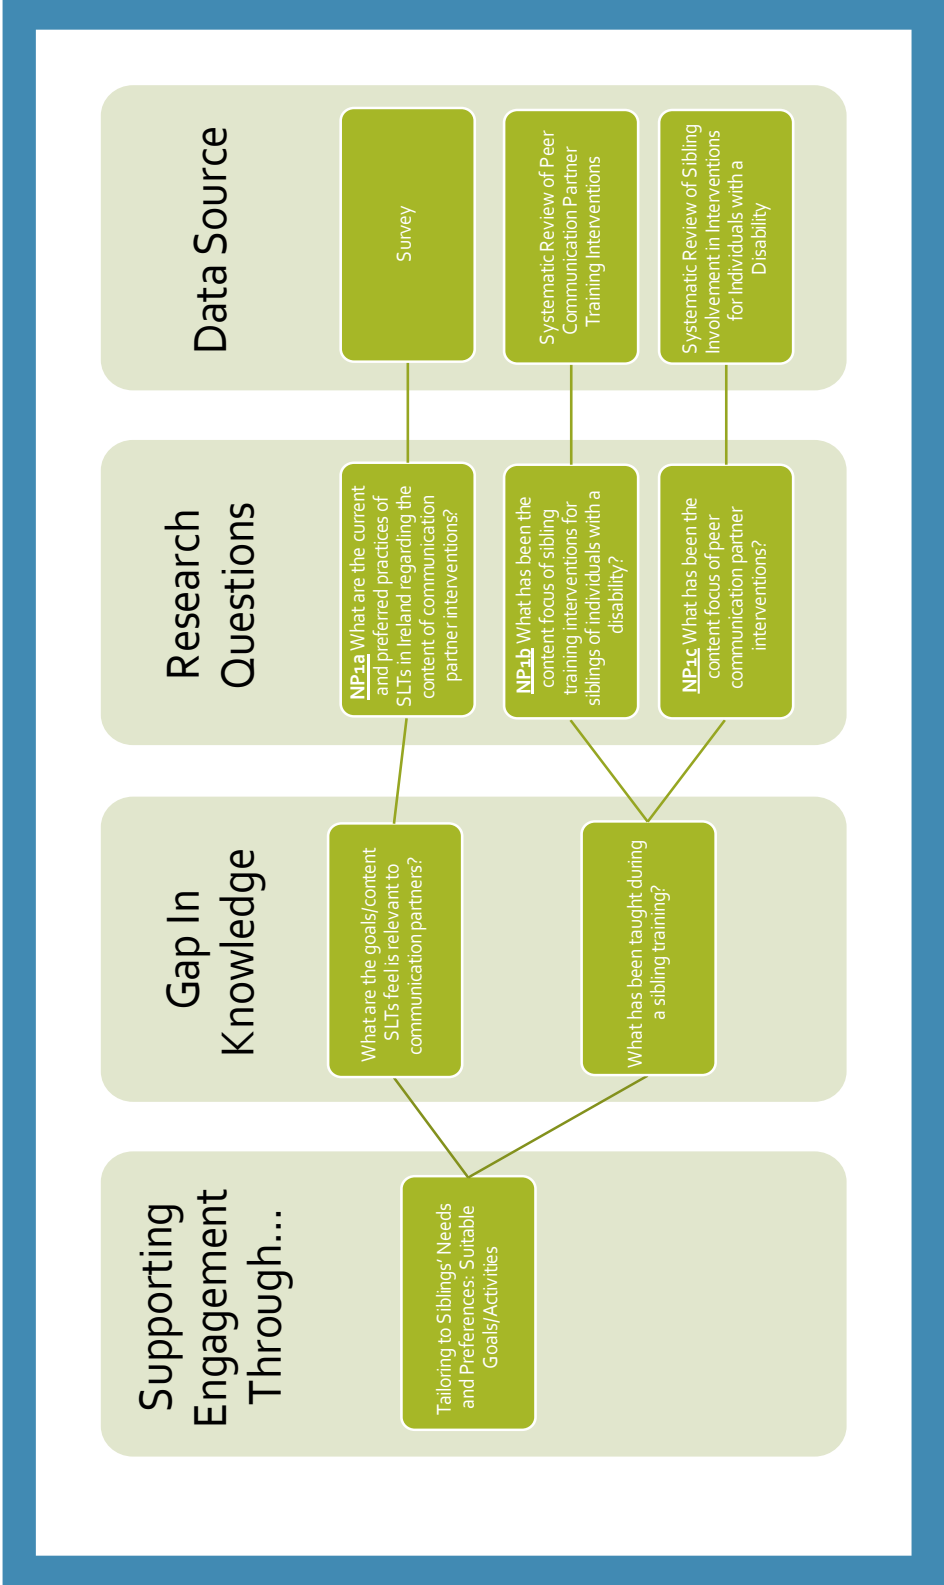 Supporting
Engagement
Through...
Tailoring to Siblings' Needs
and Preferences: Suitable
Goals/Activities
Gap In
Knowledge
What are the goals/content
SLTs feel is relevant to
communication partners?
What has been taught during
a sibling training?
Research
Questions
NP1a What are the current
and preferred practices of
SLTs in Ireland regarding the
content of communication
partner interventions?
NP1b What has been the
content focus of sibling
training interventions for
siblings of individuals with a
disability?
NP1c What has been the
content focus of peer
communication partner
interventions?
Data Source
Survey
Systematic Review of Peer
Communication Partner
Training Interventions
Systematic Review of Sibling
Involvement in Interventions
for Individuals with a
Disability